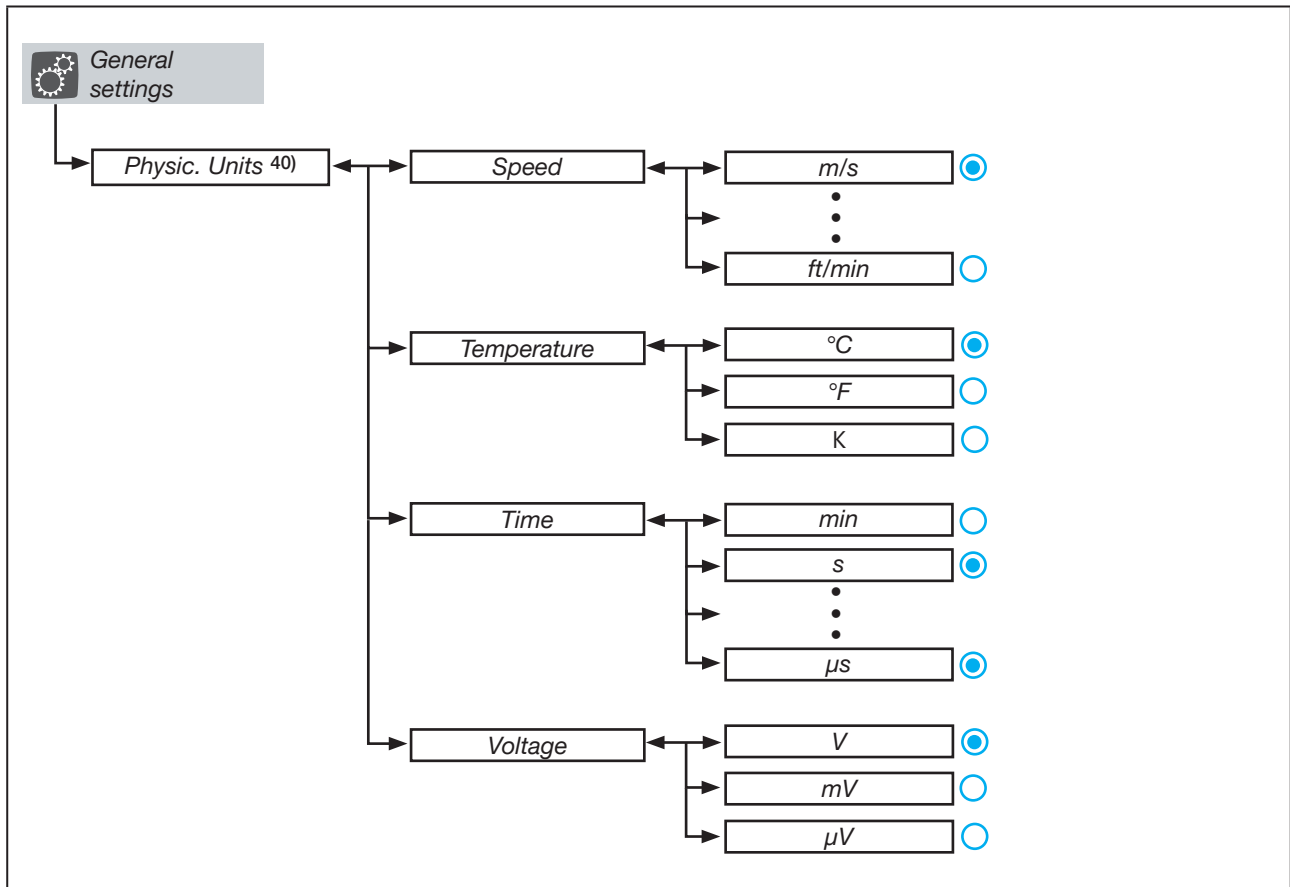 General
settings
Physic. Units 40)
Speed
m/s
ft/min
Temperature
°C
°F
K
Time
min
s
µs
Voltage
V
mV
µV